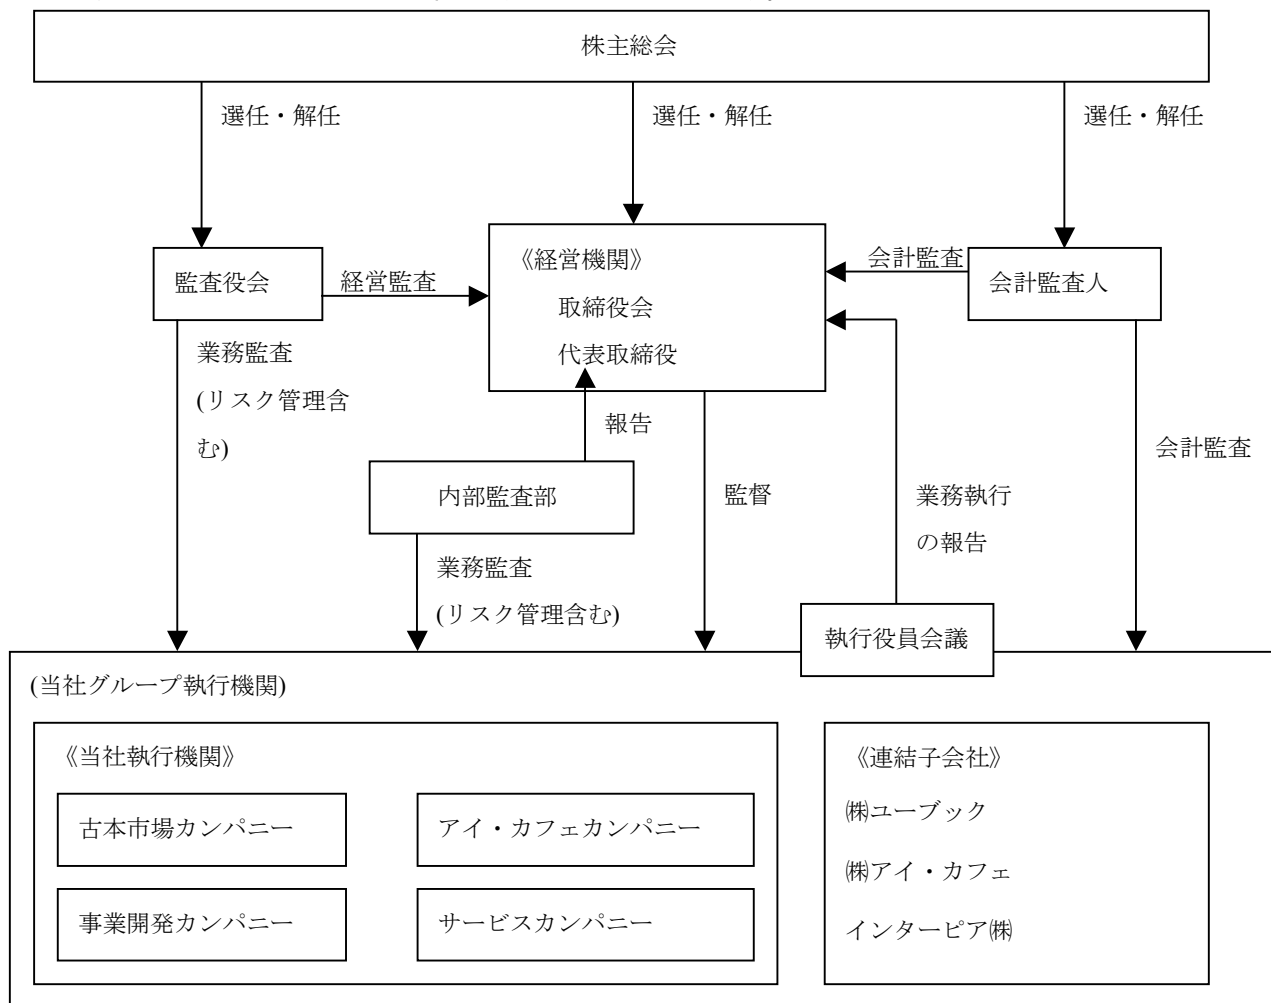 株主総会
選任・解任
選任・解任
選任・解任
監査役会
経営監査
《経営機関》
取締役会
代表取締役
会計監査
会計監査人
業務監査
(リスク管理含
む)
報告
内部監査部
監督
業務執行
の報告
会計監査
業務監査
(リスク管理含む)
執行役員会議
(当社グループ執行機関)
《当社執行機関》
古本市場カンパニー
アイ・カフェカンパニー
事業開発カンパニー
サービスカンパニー
《連結子会社》
㈱ユーブック
㈱アイ・カフェ
インターピア㈱